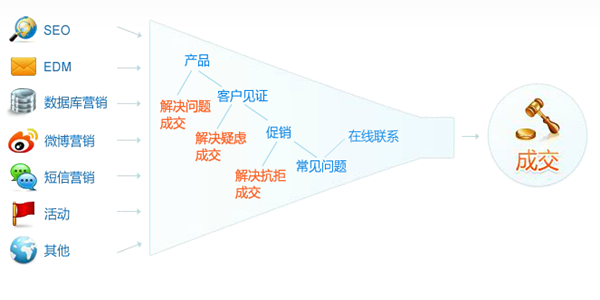 SEO
EDM
数据库营销
微博营销
短信营销
活动
其他
产品
解决问题
成交
客户见证
解决疑虑
成交
促销
解决抗拒
成交
常见问题
在线联系
成交